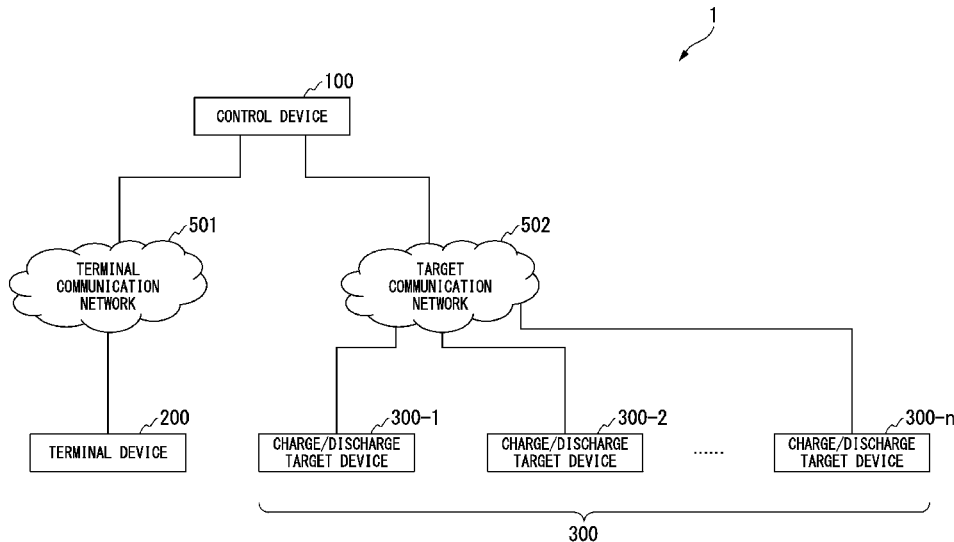 1
100
CONTROL DEVICE
501
502
TERMINAL
COMMUNICATION
NETWORK
TARGET
COMMUNICATION
NETWORK
200
300-1
300-2
300-n
TERMINAL DEVICE
CHARGE/DISCHARGE
TARGET DEVICE
CHARGE/DISCHARGE
TARGET DEVICE
......
CHARGE/DISCHARGE
TARGET DEVICE
300